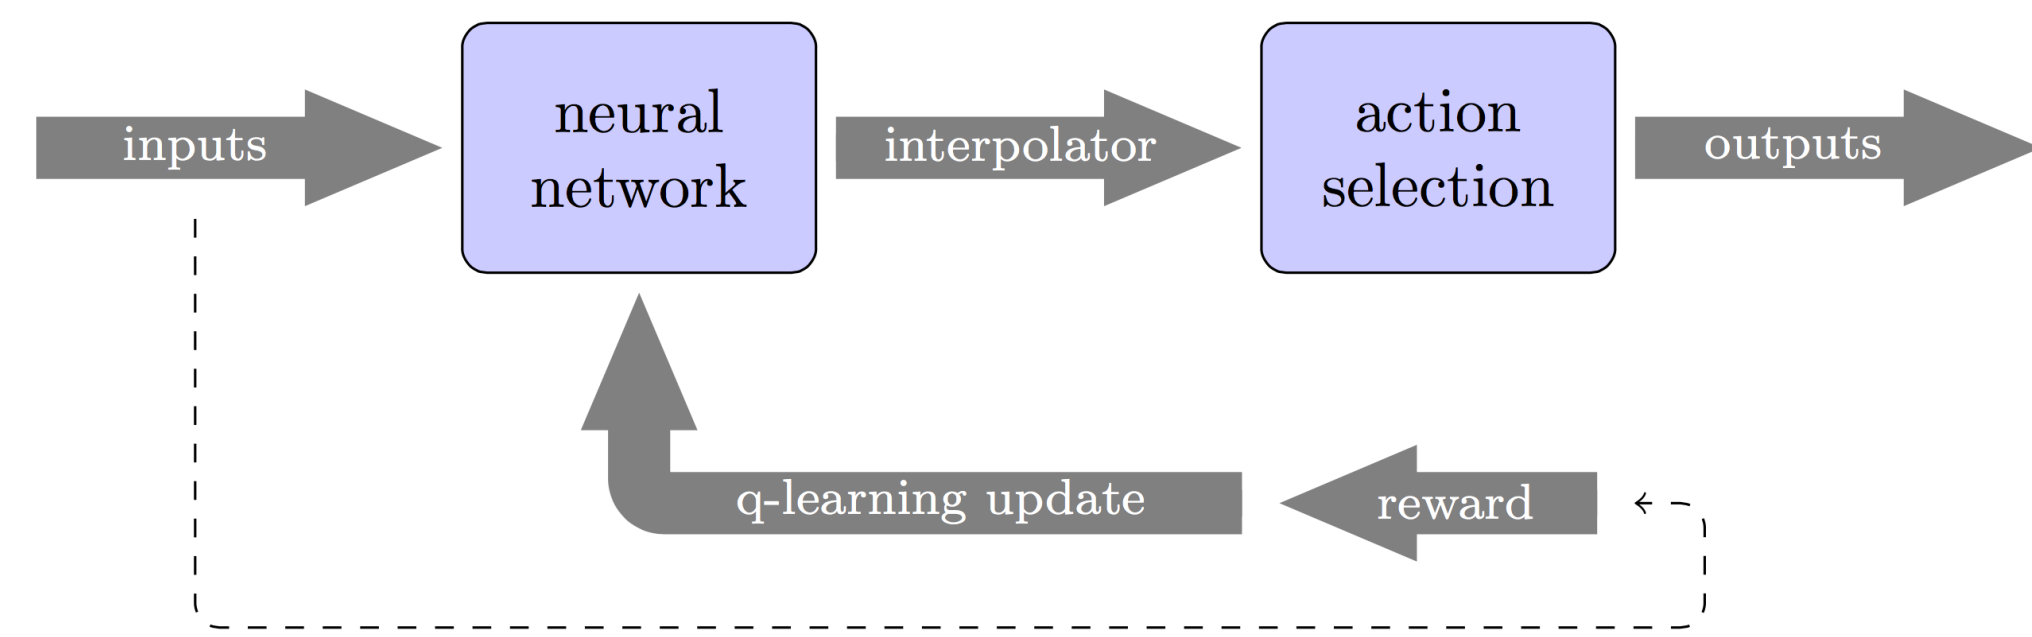 inputs
neural
network
interpolator
action
selection
outputs
q-learning update
reward